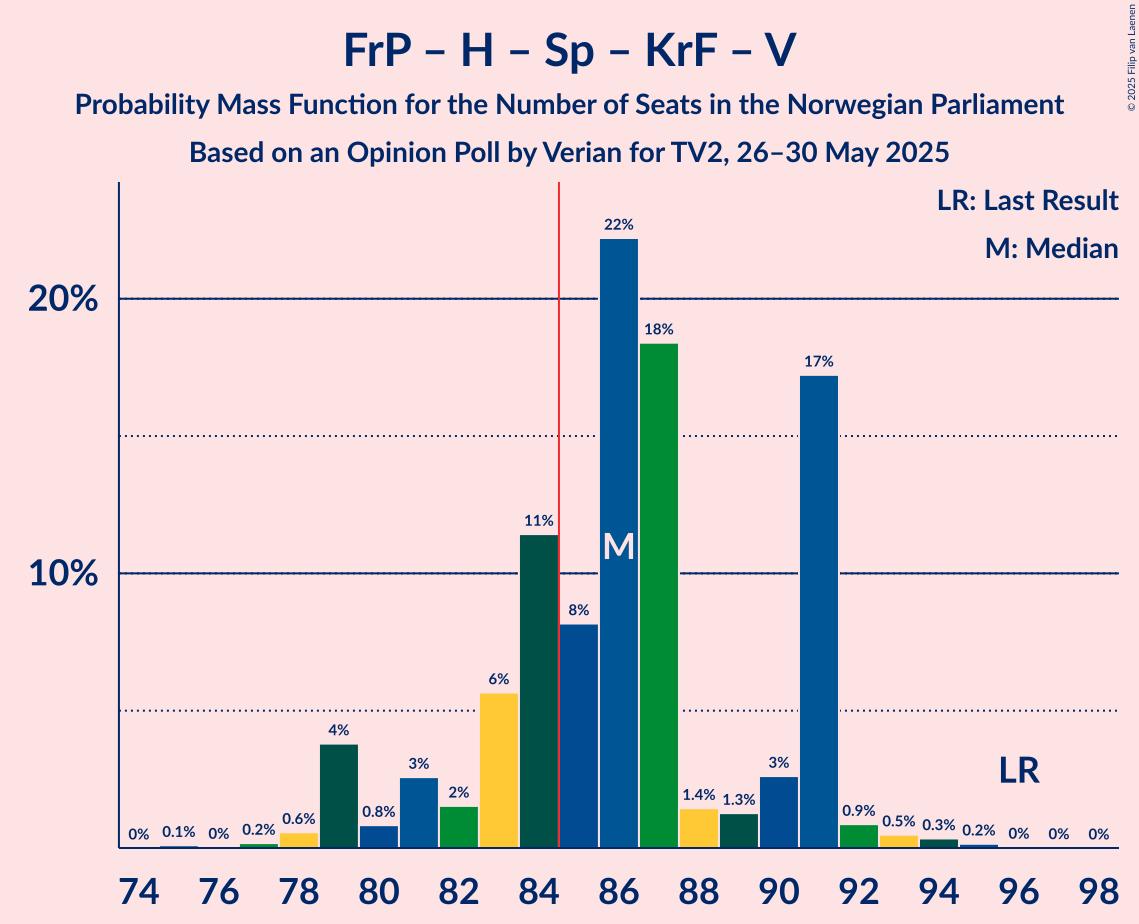 FrP – H – Sp – KrF – V
Probability Mass Function for the Number of Seats in the Norwegian Parliament
Based on an Opinion Poll by Verian for TV2, 26–30 May 2025
© 2025 Filip van Laenen
LR: Last Result
M: Median
20%
10%
0% 0.1% 0% 0.2% 0.6% 4% 0.8% 3% 2% 6% 11% 8% 22% 18% 1.4% 1.3% 3% 17% 0.9% 0.5% 0.3% 0.2% 0% 0% 0%
M
LR
74 76 78 80 82 84 86 88 90 92 94 96 98